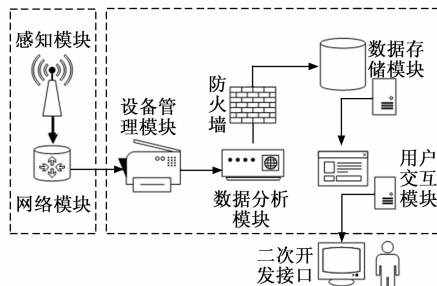 感知模块
网络模块
设备管
理模块
防
火
墙
数据分析
模块
数据存
储模块
用户
交互
模块
二次开
发接口